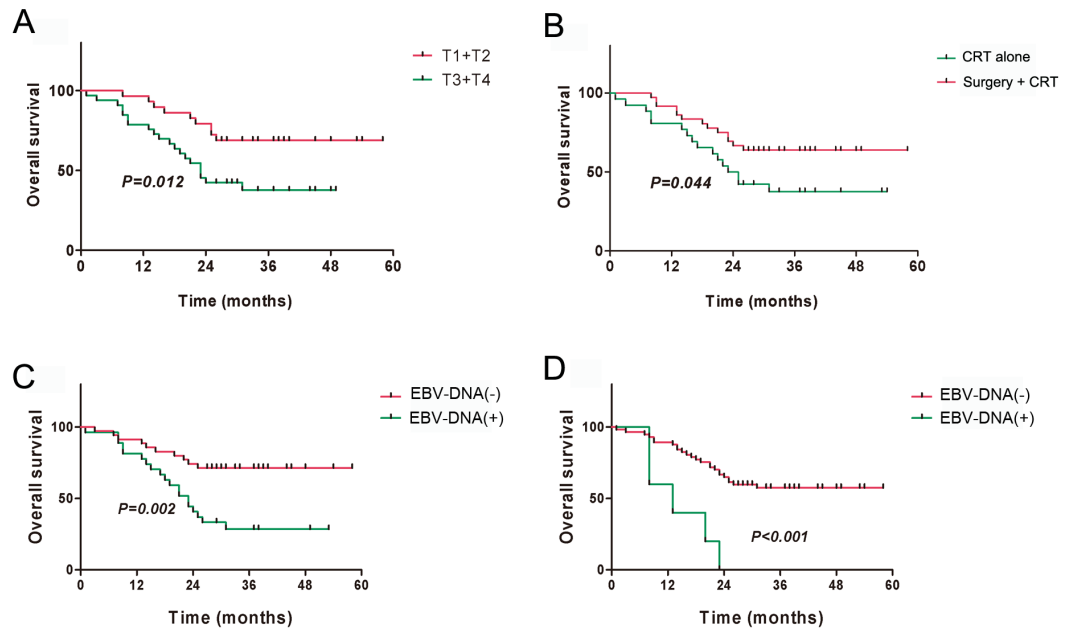 A
T1+T2
T3+T4
Overall survival
100
50
0
P=0.012
0 12 24 36 48 60
Time (months)
B
CRT alone
Surgery + CRT
Overall survival
100
50
0
P=0.044
0 12 24 36 48 60
Time (months)
C
EBV-DNA(-)
EBV-DNA(+)
Overall survival
100
50
0
P=0.002
0 12 24 36 48 60
Time (months)
D
EBV-DNA(-)
EBV-DNA(+)
Overall survival
100
50
0
P<0.001
0 12 24 36 48 60
Time (months)